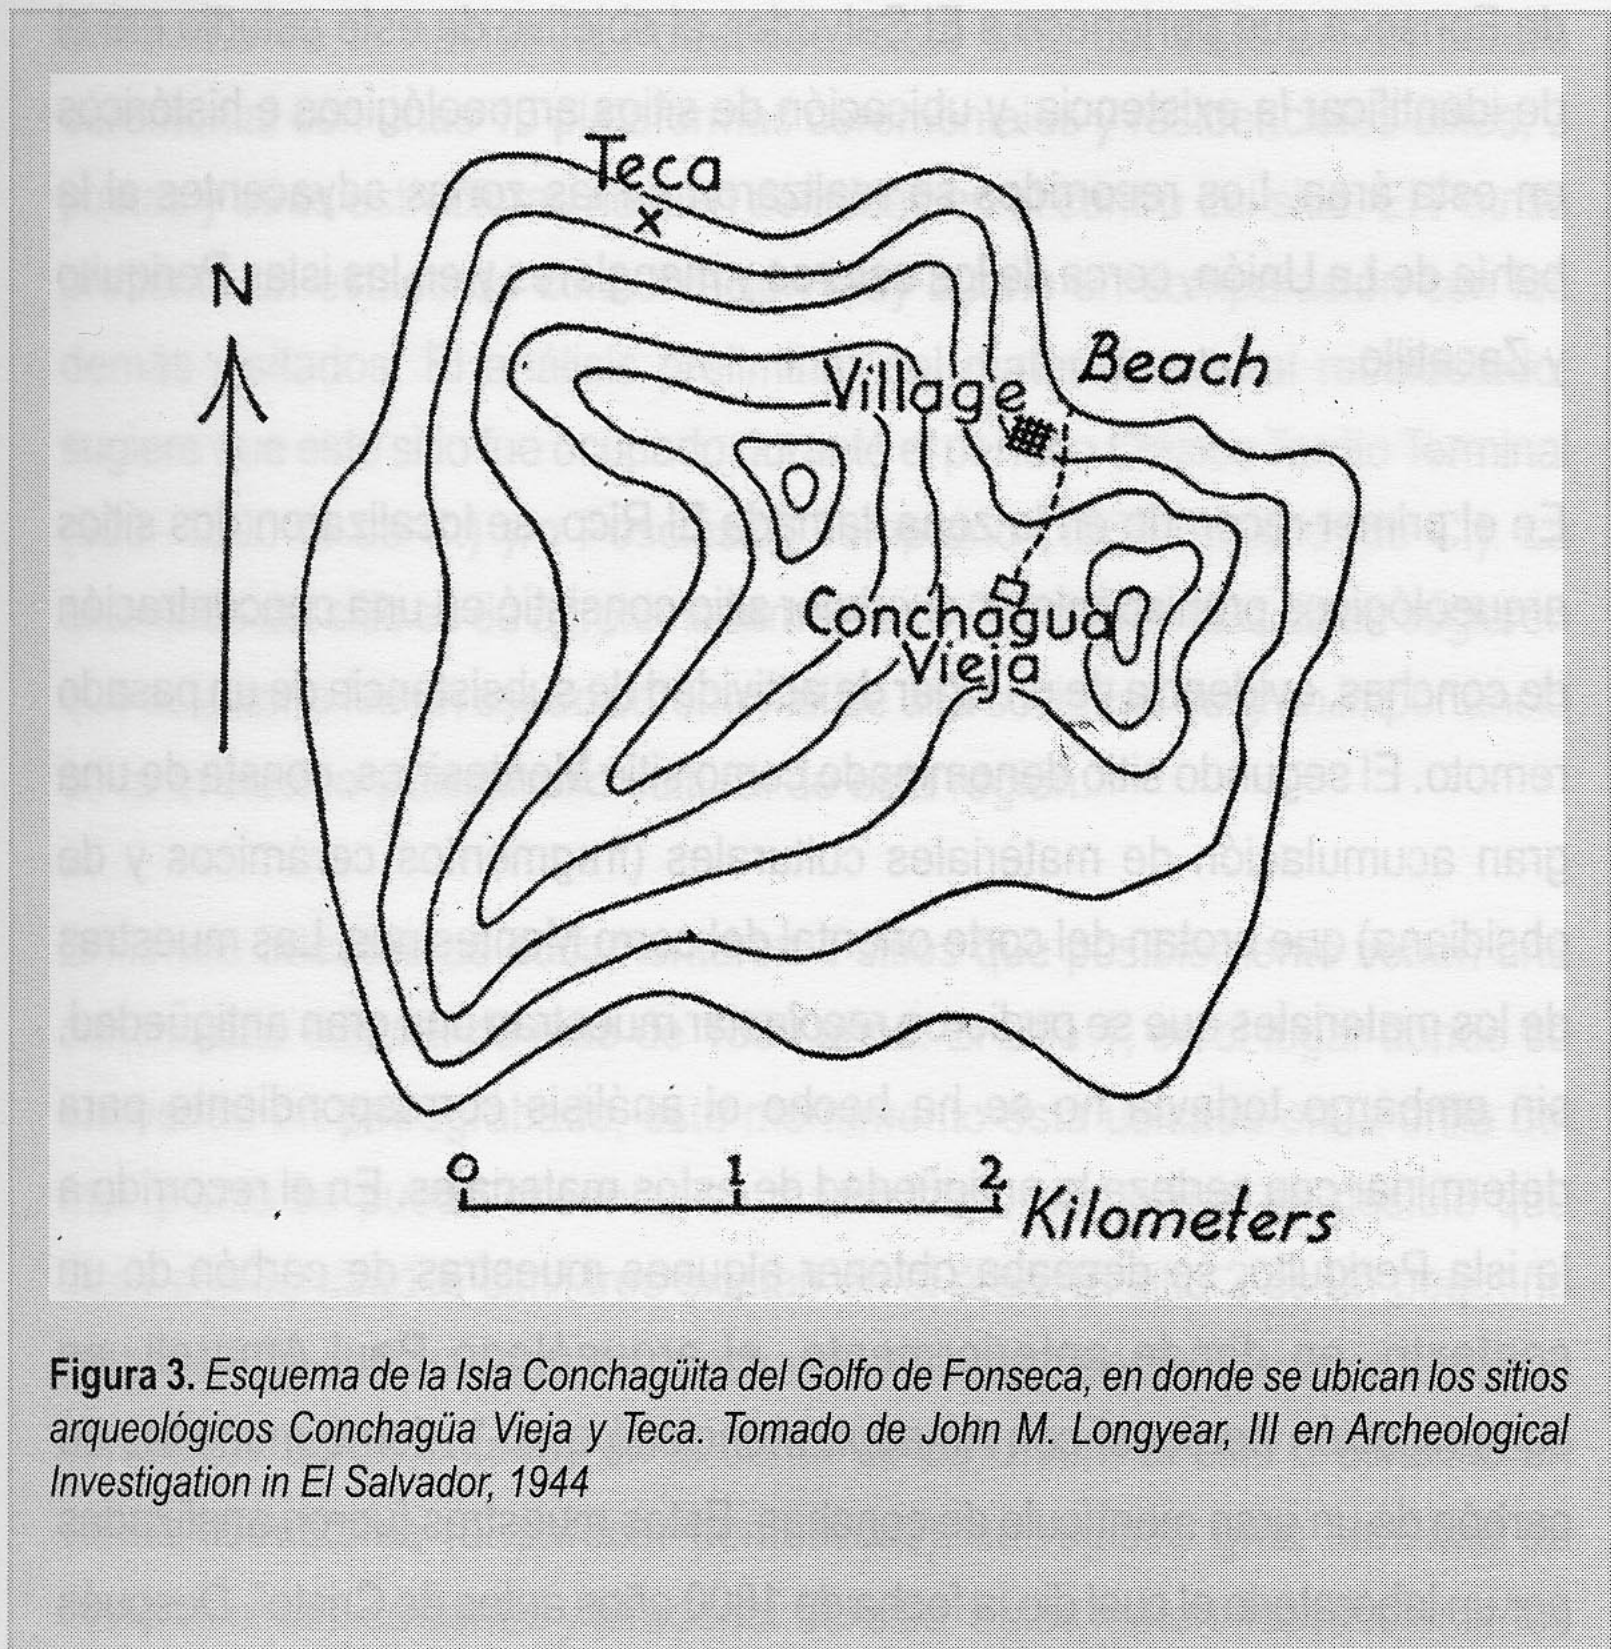 Teca
N
Beach
Village
Conchagua
Vieja
0 1 2
Kilometers
Figura 3. Esquema de la Isla Conchagüita del Golfo de Fonseca, en donde se ubican los sitios
arqueológicos Conchagüa Vieja y Teca. Tomado de John M. Longyear, III en Archeological
Investigation in El Salvador, 1944